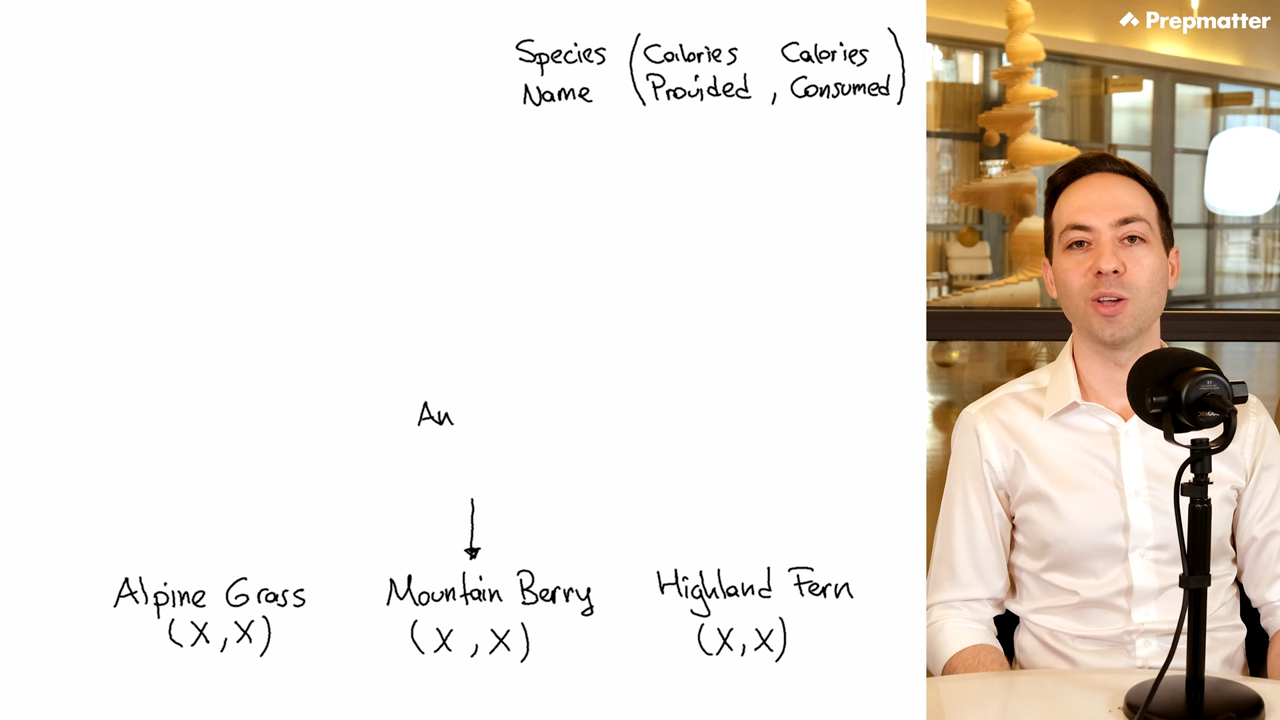 Prepmatter
Species (Calories Calories)
Name (Provided , Consumed)
An
Alpine Grass Mountain Berry Highland Fern
(X,X) (X,X) (X,X)